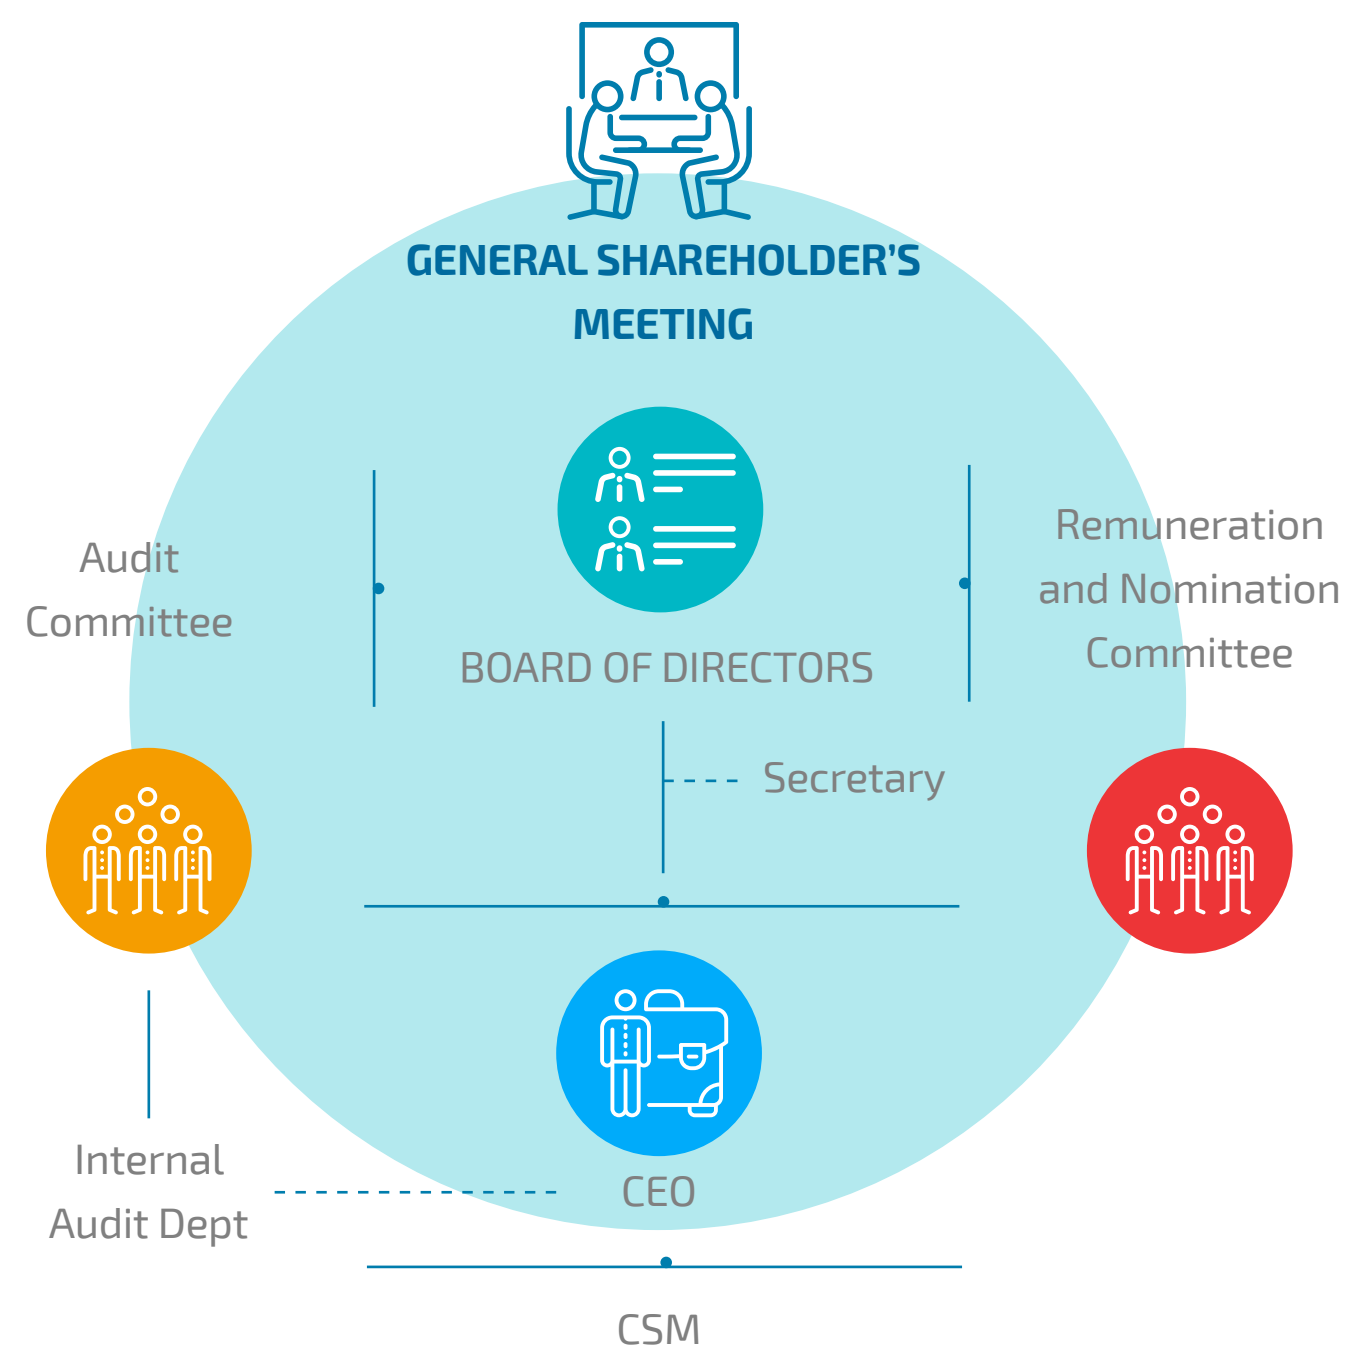 GENERAL SHAREHOLDER’S
MEETING
Audit
Committee
Remuneration
and Nomination
Committee
BOARD OF DIRECTORS
Secretary
Internal
Audit Dept
CEO
CSM